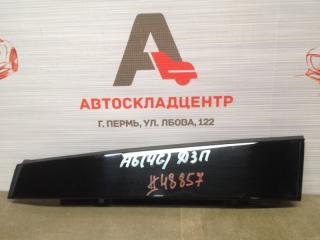 АВТОСКЛАДЦЕНТР
Г. ПЕРМЬ, УЛ. ЛБОВА, 122
А6(4G) ДЗП
#48857